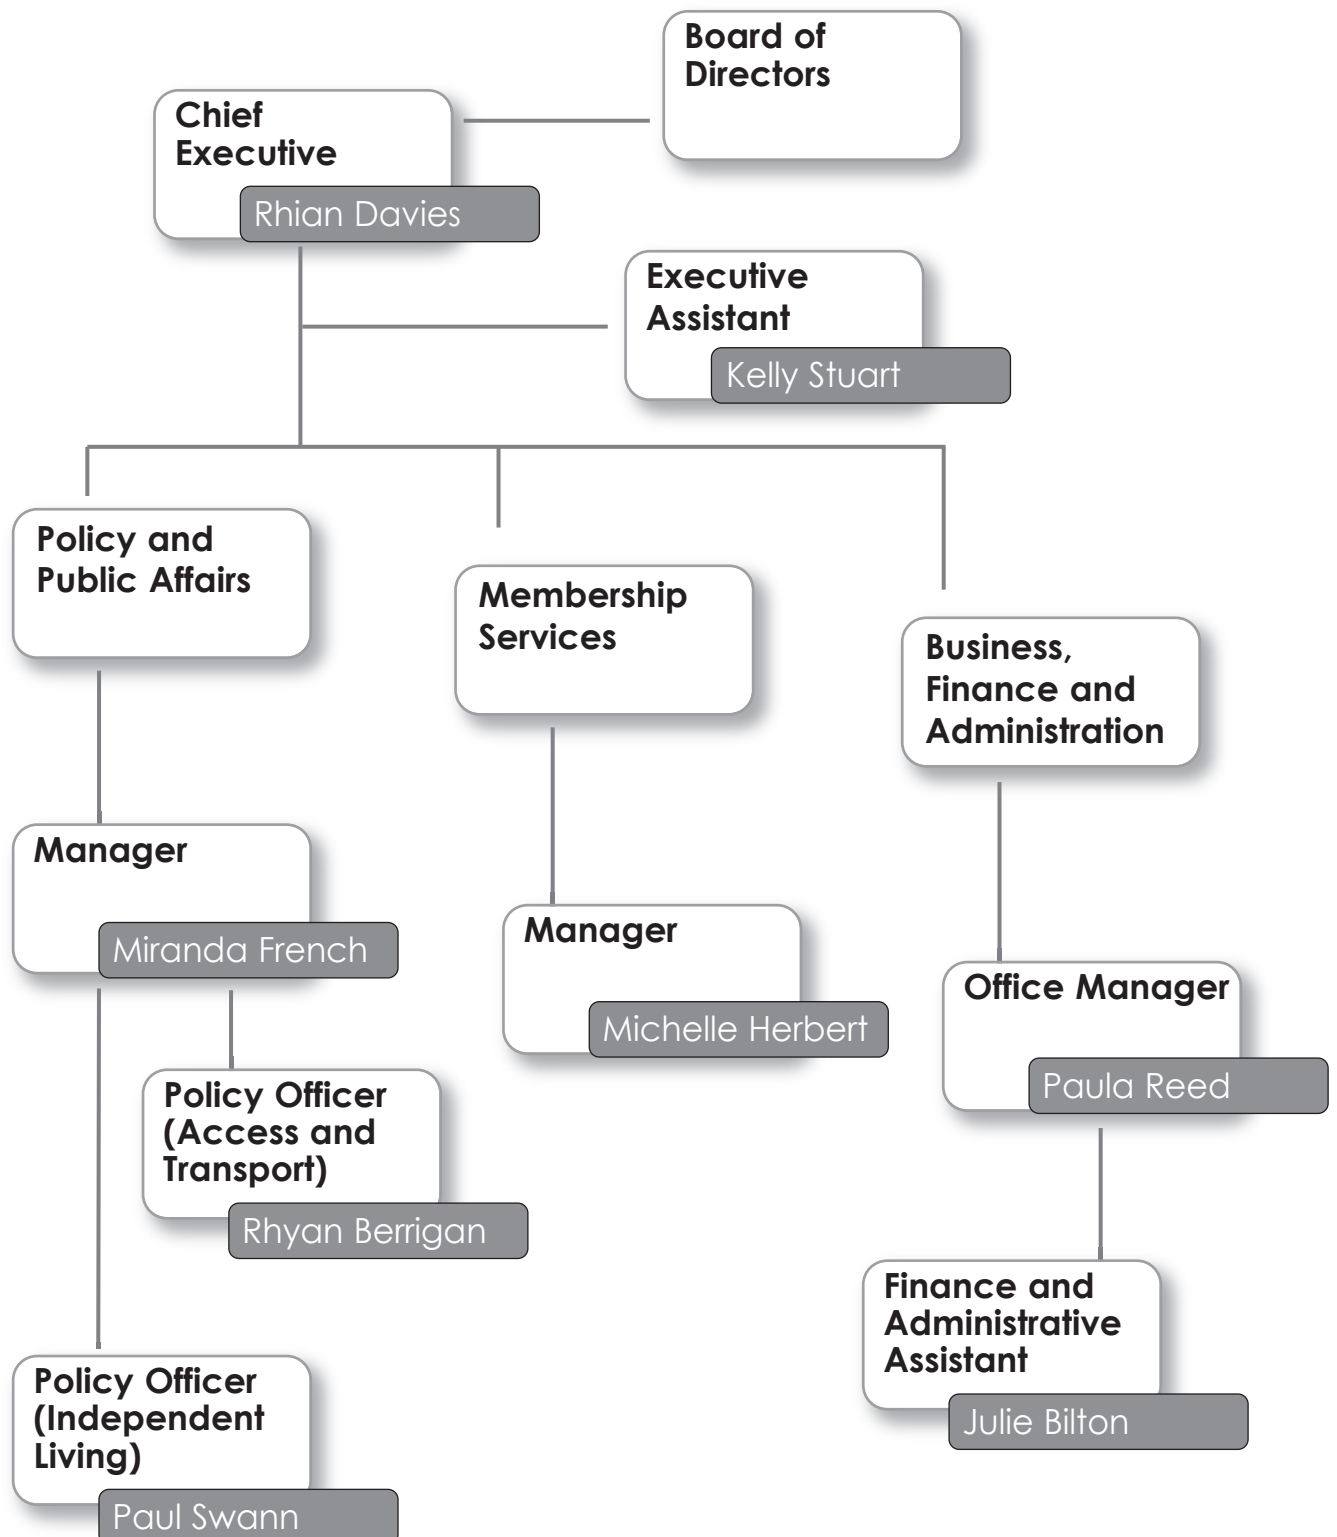 Board of
Directors
Chief
Executive
Rhian Davies
Executive
Assistant
Kelly Stuart
Policy and
Public Affairs
Membership
Services
Business,
Finance and
Administration
Manager
Miranda French
Manager
Michelle Herbert
Office Manager
Paula Reed
Policy Officer
(Access and
Transport)
Rhyan Berrigan
Finance and
Administrative
Assistant
Julie Bilton
Policy Officer
(Independent
Living)
Paul Swann